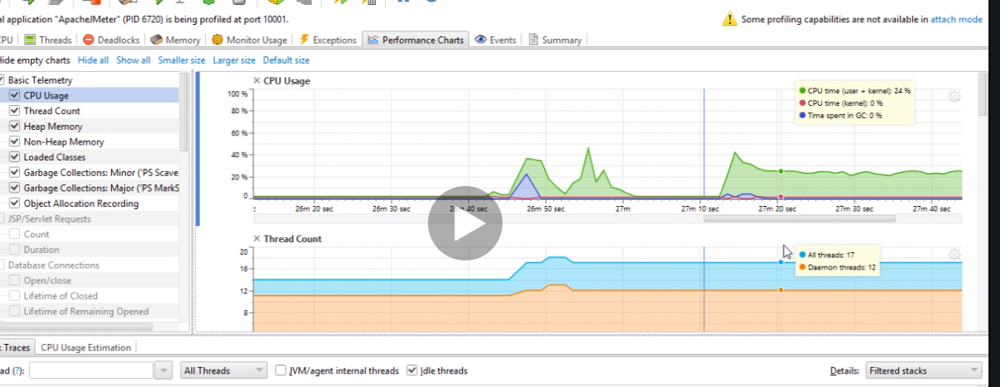 al application "ApacheJMeter" (PID 6720) is being profiled at port 10001.
Some profiling capabilities are not available in attach mode
CPU Threads Deadlocks Memory Monitor Usage Exceptions Performance Charts Events Summary
Hide empty charts Hide all Show all Smaller size Larger size Default size
Basic Telemetry
CPU Usage
Thread Count
Heap Memory
Non-Heap Memory
Loaded Classes
Garbage Collections: Minor ('PS Scave
Garbage Collections: Major ('PS MarkS
Object Allocation Recording
JSP/Servlet Requests
Count
Duration
Database Connections
Open/close
Lifetime of Closed
Lifetime of Remaining Opened
CPU Usage
100 %
80 %
60 %
40 %
20 %
0
CPU time (user + kernel): 24 %
CPU time (kernel): 0 %
Time spent in GC: 0 %
26m 20 sec 26m 30 sec 26m 40 sec 26m 50 sec 27m 27m 10 sec 27m 20 sec 27m 30 sec 27m 40 sec
Thread Count
20
16
12
8
All threads: 17
Daemon threads: 12
Traces CPU Usage Estimation
ad (?): All Threads JVM/agent internal threads Idle threads Details: Filtered stacks